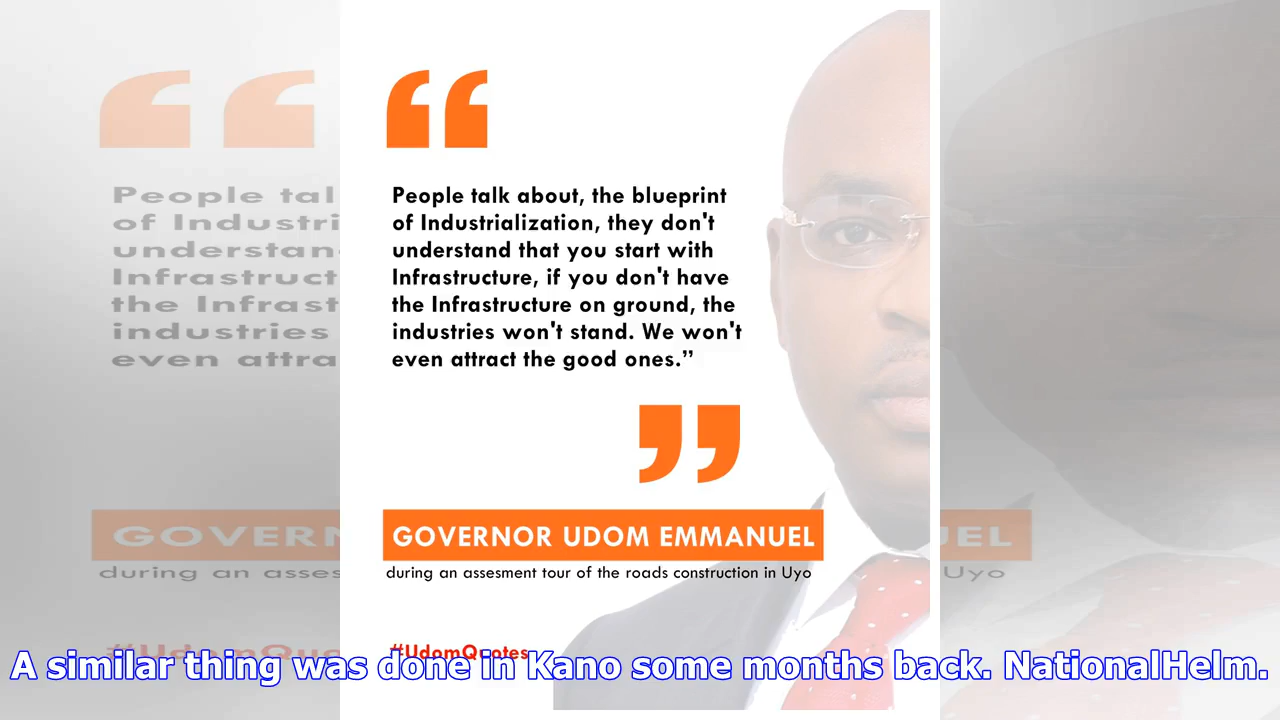 “
People talk about, the blueprint
of Industrialization, they don't
understand that you start with
Infrastructure, if you don't have
the Infrastructure on ground, the
industries won't stand. We won't
even attract the good ones.”
”
GOVERNOR UDOM EMMANUEL
during an assesment tour of the roads construction in Uyo
#UdomQuotes
A similar thing was done in Kano some months back. NationalHelm.